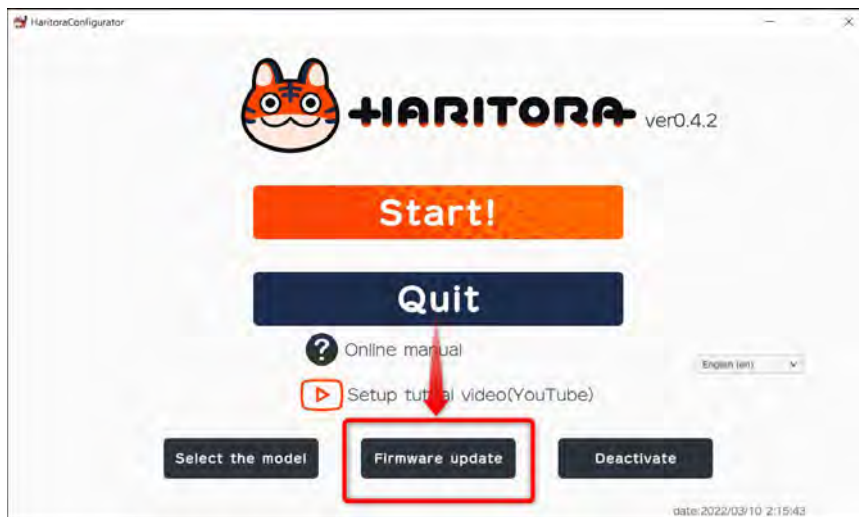 HaritoraConfigurator
HARITORA ver0.4.2
Start!
Quit
? Online manual
Setup tutrial video(YouTube)
English (en)
Select the model
Firmware update
Deactivate
date:2022/03/10 2:15:43